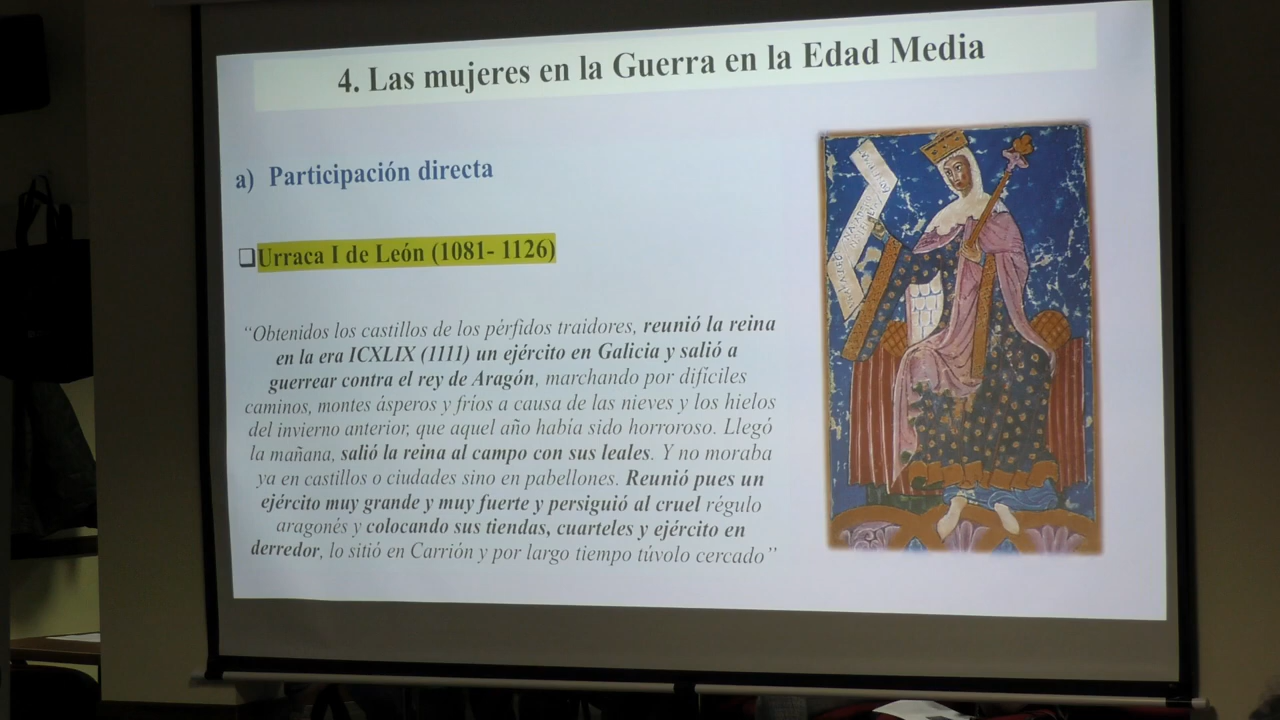 4. Las mujeres en la Guerra en la Edad Media
a) Participación directa
Urraca I de León (1081- 1126)
“Obtenidos los castillos de los pérfidos traidores, reunió la reina
en la era ICXLIX (1111) un ejército en Galicia y salió a
guerrear contra el rey de Aragón, marchando por difíciles
caminos, montes ásperos y fríos a causa de las nieves y los hielos
del invierno anterior, que aquel año había sido horroroso. Llegó
la mañana, salió la reina al campo con sus leales. Y no moraba
ya en castillos o ciudades sino en pabellones. Reunió pues un
ejército muy grande y muy fuerte y persiguió al cruel régulo
aragonés y colocando sus tiendas, cuarteles y ejército en
derredor, lo sitió en Carrión y por largo tiempo túvolo cercado”